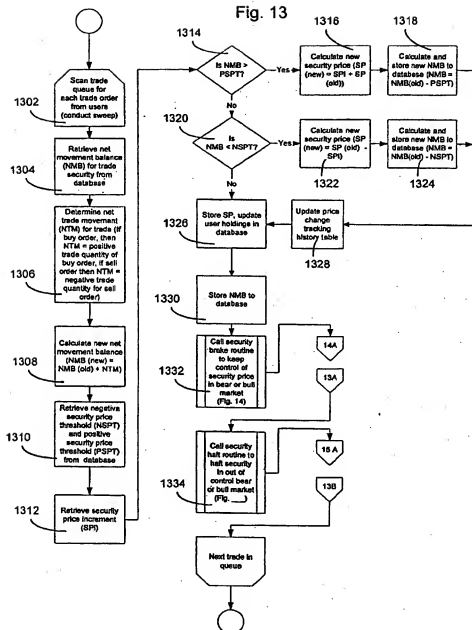 Fig. 13
Scan trade
queue for
each trade order
from users
(conduct sweep)
1302
Retrieve net
movement balance
(NMB) for trade
security from
database
1304
Determine net
trade movement
(NTM) for trade (If
buy order, then
NTM = positive
trade quantity of
buy order, if sell
order then NTM =
negative trade
quantity for sell
order)
1306
Calculate new net
movement balance
(NMB (new) =
NMB (old) + NTM)
1308
Retrieve negative
security price
threshold (NSPT)
and positive
security price
threshold (PSPT)
from database
1310
Retrieve security
price increment (SPI)
1312
1314
Is NMB >
PSPT?
Yes
No
1316
Calculate new
security price (SP
(new) = SPI + SP
(old))
1318
Calculate and
store new NMB to
database (NMB =
NMB(old) - PSPT)
1320
Is
NMB < NSPT?
Yes
No
Calculate new
security price (SP
(new) = SP (old) -
SPI)
1322
Calculate and
store new NMB to
database (NMB =
NMB(old) - NSPT)
1324
Store SP, update
user holdings in
database
1326
Update price
change tracking
history table
1328
Store NMB to
database
1330
Call security
brake routine to
keep control of
security price in
bear or bull
market
(Fig. 14)
1332
14A
13A
Call security
halt routine to
halt security in
out of
control bear
or bull market
(Fig. __)
1334
15 A
13B
Next trade in
queue